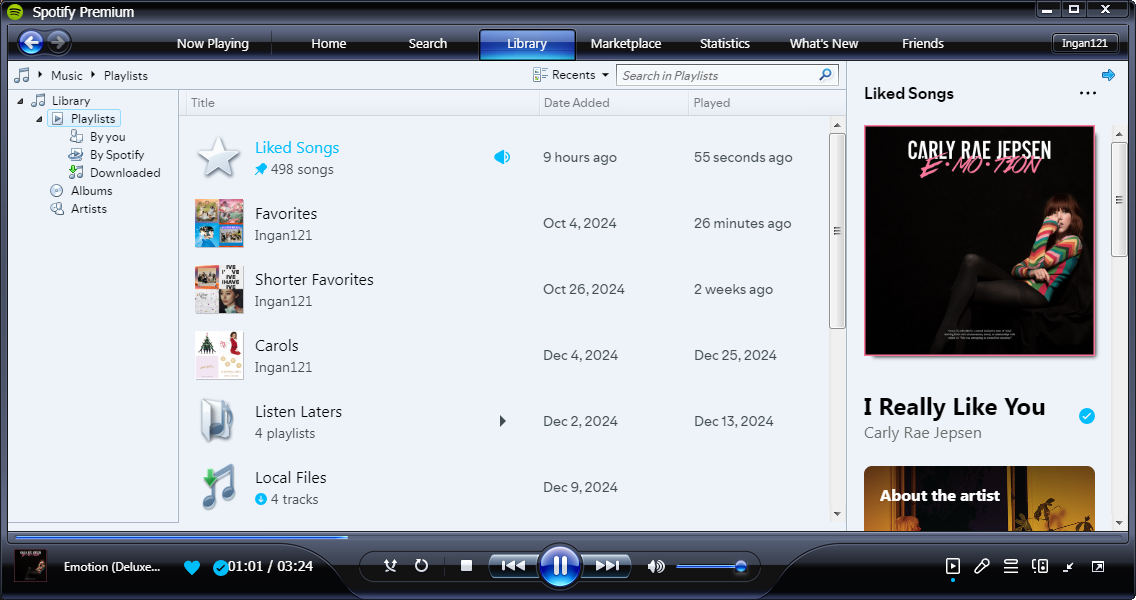 Spotify Premium
Now Playing
Home
Search
Library
Marketplace
Statistics
What's New
Friends
Ingan121
Music
Playlists
Recents
Search in Playlists
Library
Playlists
By you
By Spotify
Downloaded
Albums
Artists
Title
Date Added
Played
Liked Songs
498 songs
9 hours ago
55 seconds ago
Favorites
Ingan121
Oct 4, 2024
26 minutes ago
Shorter Favorites
Ingan121
Oct 26, 2024
2 weeks ago
Carols
Ingan121
Dec 4, 2024
Dec 25, 2024
Listen Laters
4 playlists
Dec 2, 2024
Dec 13, 2024
Local Files
4 tracks
Dec 9, 2024
Liked Songs
CARLY RAE JEPSEN
E•MO•TION
I Really Like You
Carly Rae Jepsen
About the artist
Emotion (Deluxe...
01:01 / 03:24